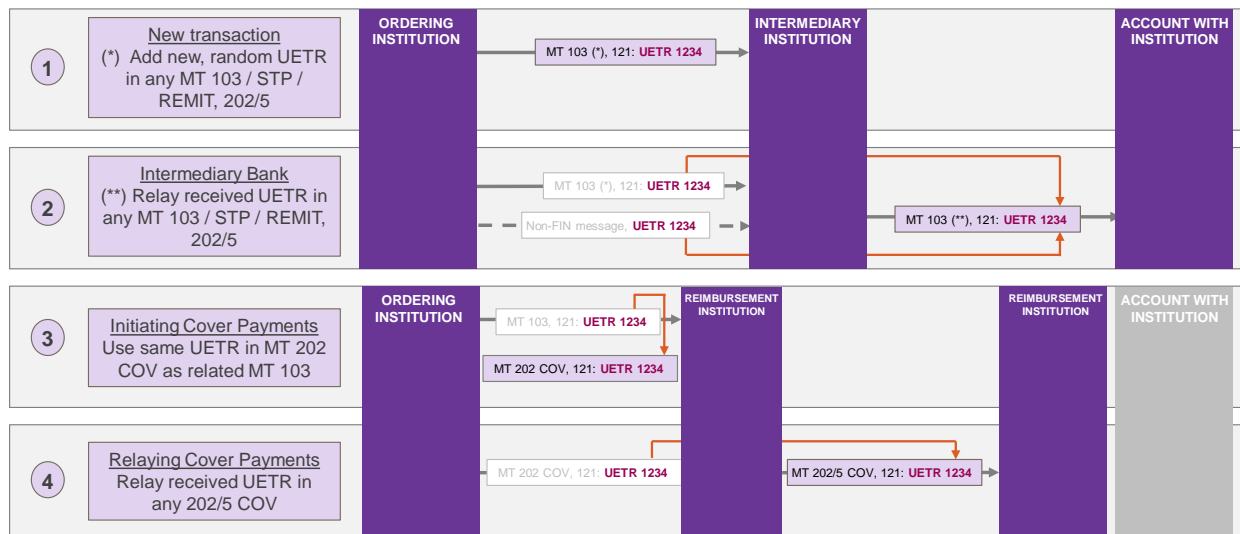 ORDERING
INSTITUTION
INTERMEDIARY
INSTITUTION
ACCOUNT WITH
INSTITUTION
1
New transaction
(*) Add new, random UETR
in any MT 103 / STP /
REMIT, 202/5
MT 103 (*), 121: UETR 1234
2
Intermediary Bank
(**) Relay received UETR in
any MT 103 / STP / REMIT,
202/5
MT 103 (*), 121: UETR 1234
Non-FIN message, UETR 1234
MT 103 (**), 121: UETR 1234
ORDERING
INSTITUTION
REIMBURSEMENT
INSTITUTION
REIMBURSEMENT
INSTITUTION
ACCOUNT WITH
INSTITUTION
3
Initiating Cover Payments
Use same UETR in MT 202
COV as related MT 103
MT 103, 121: UETR 1234
MT 202 COV, 121: UETR 1234
4
Relaying Cover Payments
Relay received UETR in
any 202/5 COV
MT 202 COV, 121: UETR 1234
MT 202/5 COV, 121: UETR 1234